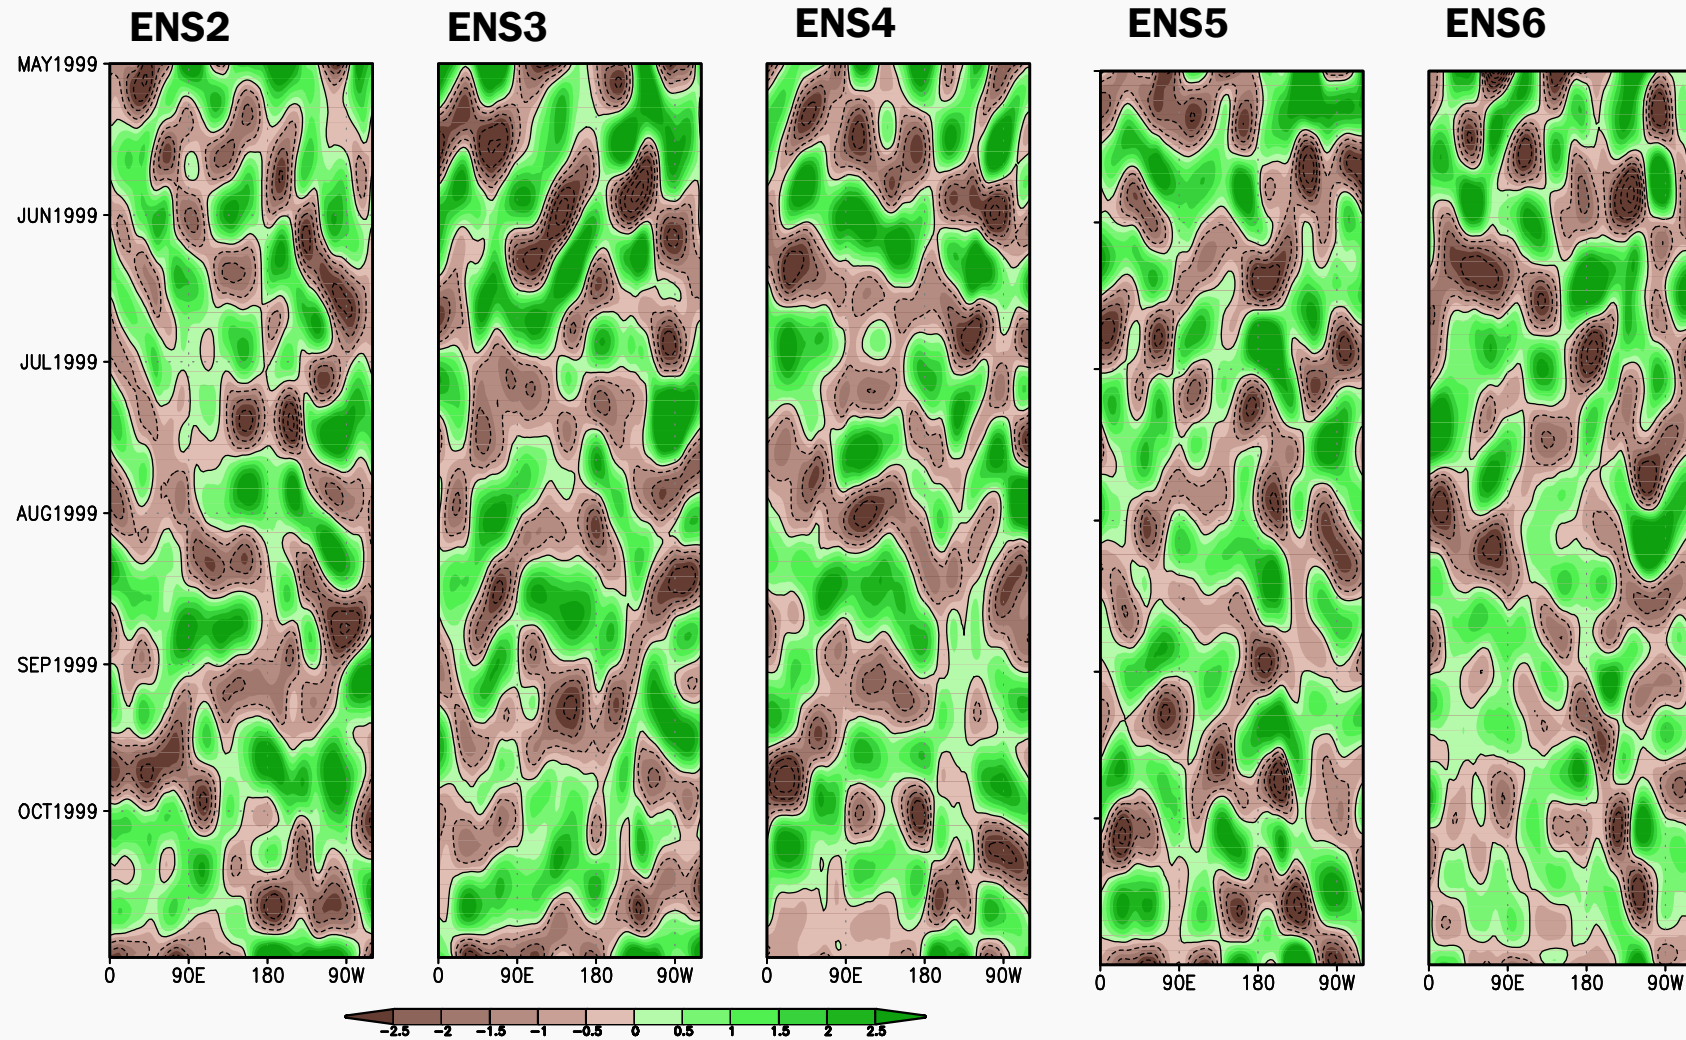 ENS2 ENS3 ENS4 ENS5 ENS6
MAY1999
JUN1999
JUL1999
AUG1999
SEP1999
OCT1999
0 90E 180 90W 0 90E 180 90W 0 90E 180 90W 0 90E 180 90W 0 90E 180 90W
-2.5 -2 -1.5 -1 -0.5 0 0.5 1 1.5 2 2.5